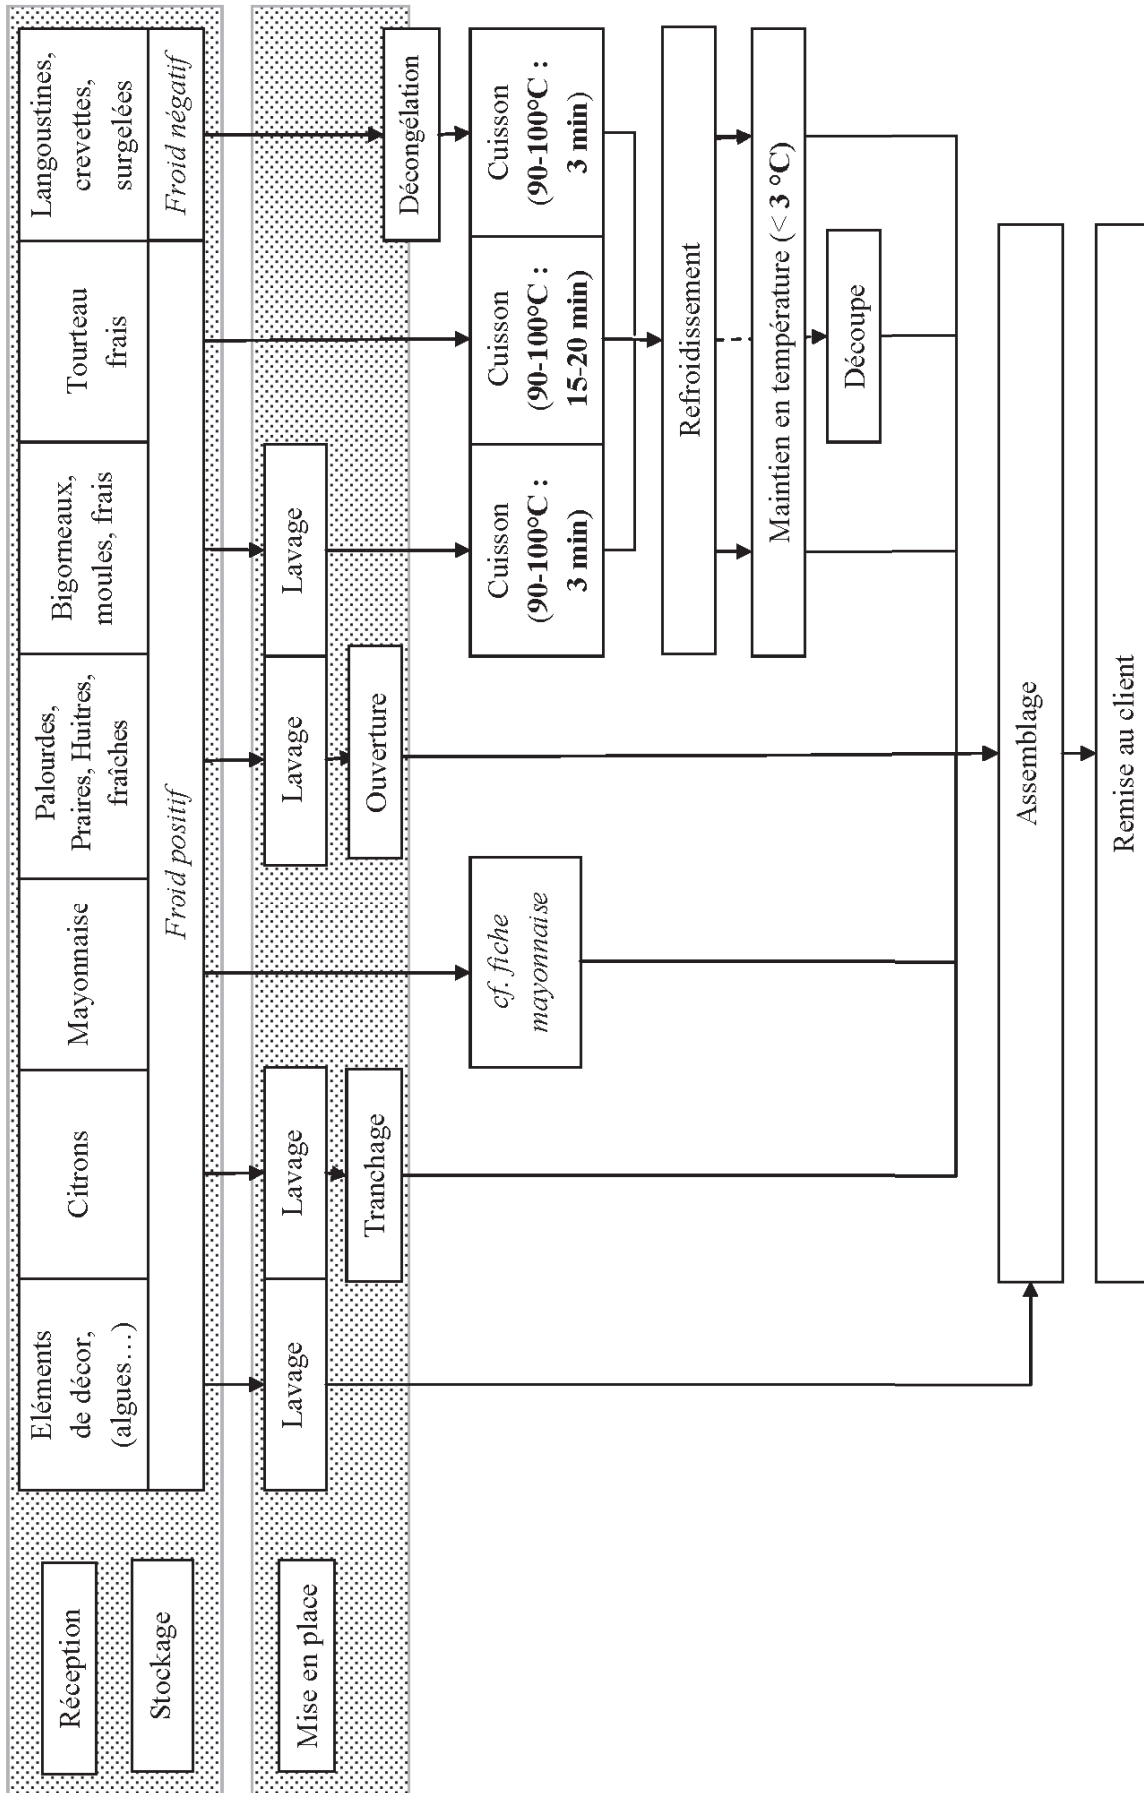 Réception
Stockage
Mise en place
Eléments
de décor,
(algues…)
Citrons
Mayonnaise
Palourdes,
Praires, Huitres,
fraîches
Bigorneaux,
moules, frais
Tourteau
frais
Langoustines,
crevettes,
surgelées
Froid positif
Froid négatif
Lavage
Lavage
Lavage
Lavage
Tranchage
Ouverture
Décongélation
cf. fiche
mayonnaise
Cuisson
(90-100°C :
3 min)
Cuisson
(90-100°C :
15-20 min)
Cuisson
(90-100°C :
3 min)
Refroidissement
Maintien en température (< 3 °C)
Découpe
Assemblage
Remise au client